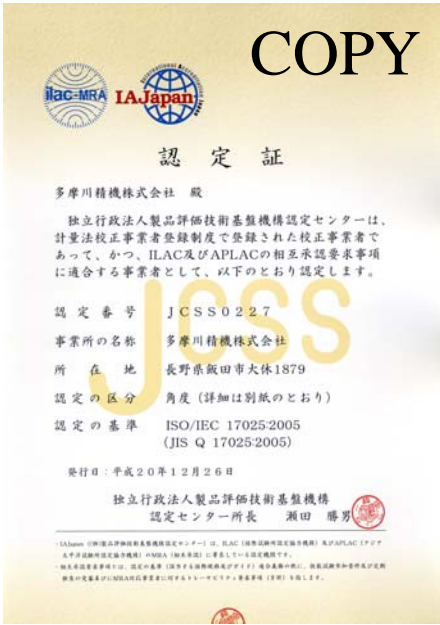 COPY
ilac-MRA
IAJapan
International Accreditation Japan
認定証
多摩川精機株式会社 殿
独立行政法人製品評価技術基盤機構認定センターは、
計量法校正事業者登録制度で登録された校正事業者で
あって、かつ、ILAC及びAPLACの相互承認要求事項
に適合する事業者として、以下のとおり認定します。
JCSS
認定番号 JCSS0227
事業所の名称 多摩川精機株式会社
所在地 長野県飯田市大休1879
認定の区分 角度（詳細は別紙のとおり）
認定の基準 ISO/IEC 17025:2005
(JIS Q 17025:2005)
発行日：平成20年12月26日
独立行政法人製品評価技術基盤機構
認定センター所長 瀬田 勝男